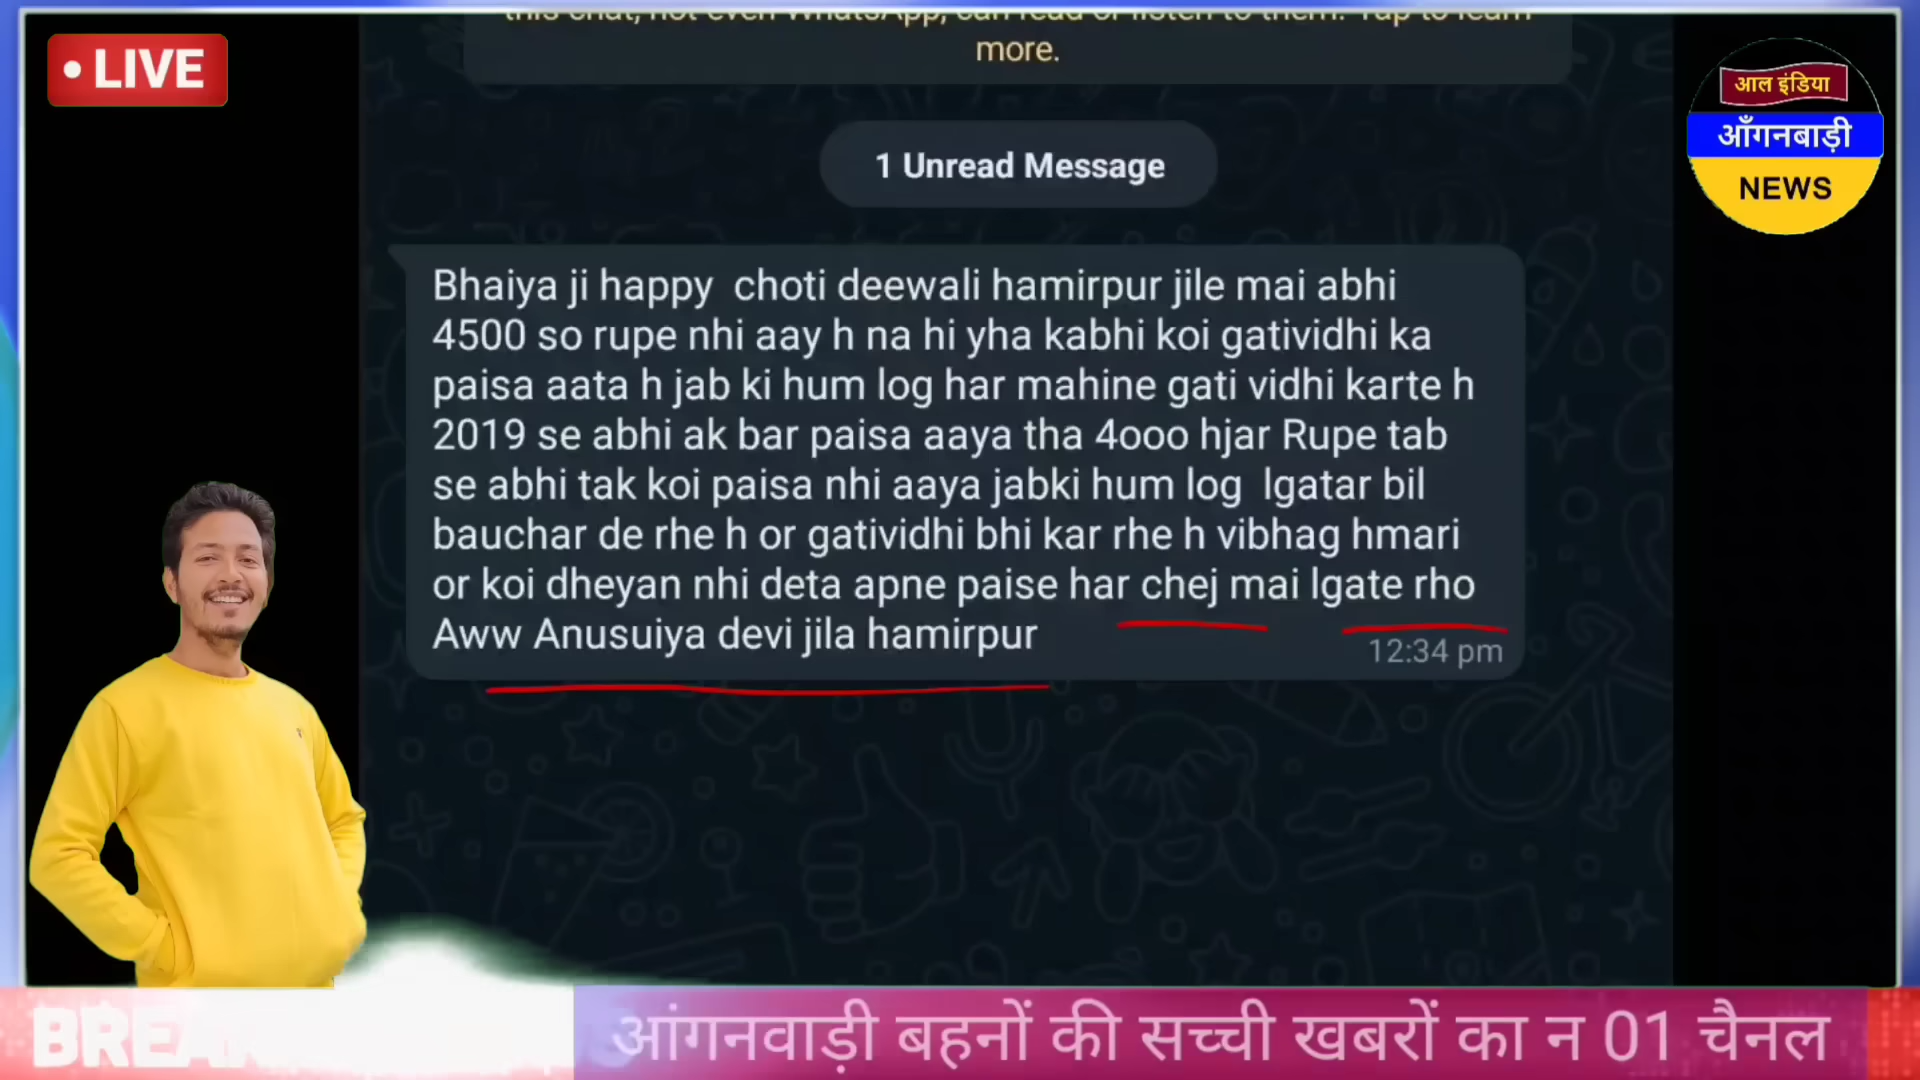 • LIVE
more.
आल इंडिया
आँगनबाड़ी
NEWS
1 Unread Message
Bhaiya ji happy choti deewali hamirpur jile mai abhi
4500 so rupe nhi aay h na hi yha kabhi koi gatividhi ka
paisa aata h jab ki hum log har mahine gati vidhi karte h
2019 se abhi ak bar paisa aaya tha 4ooo hjar Rupe tab
se abhi tak koi paisa nhi aaya jabki hum log lgatar bil
bauchar de rhe h or gatividhi bhi kar rhe h vibhag hmari
or koi dheyan nhi deta apne paise har chej mai lgate rho
Aww Anusuiya devi jila hamirpur
12:34 pm
आंगनवाड़ी बहनों की सच्ची खबरों का न 01 चैनल